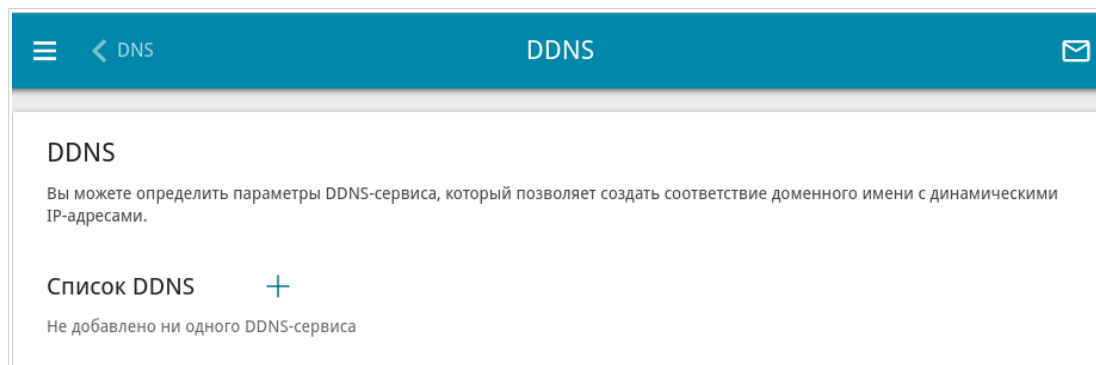 DNS
DDNS
DDNS
Вы можете определить параметры DDNS-сервиса, который позволяет создать соответствие доменного имени с динамическими
IP-адресами.
Список DDNS
Не добавлено ни одного DDNS-сервиса